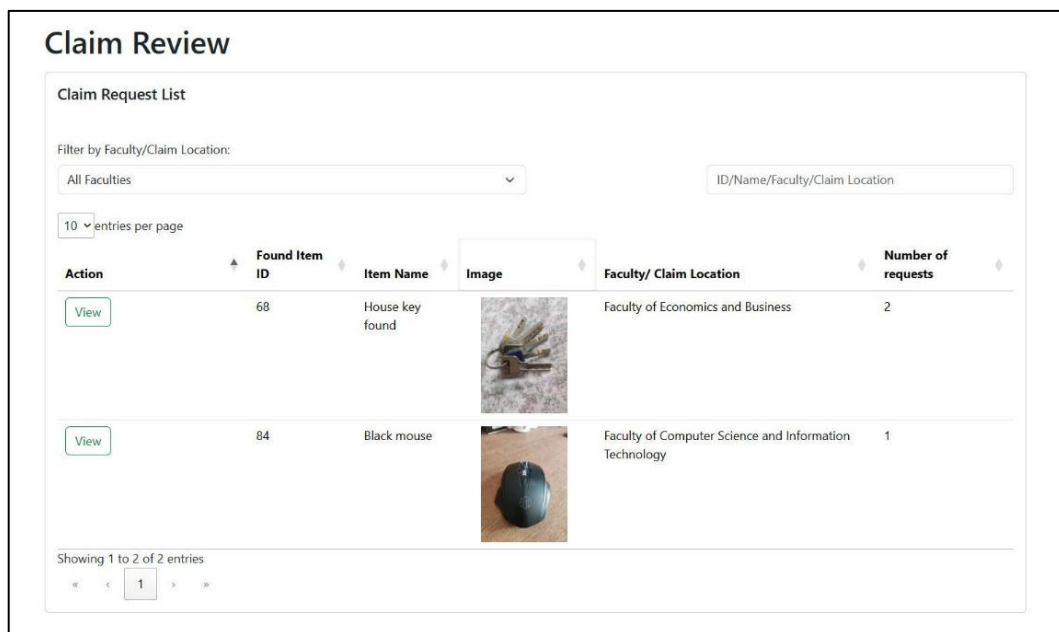 Claim Review
Claim Request List
Filter by Faculty/Claim Location:
All Faculties
ID/Name/Faculty/Claim Location
10 entries per page
Action
Found Item
ID
Item Name
Image
Faculty/ Claim Location
Number of
requests
View
68
House key
found
Faculty of Economics and Business
2
View
84
Black mouse
Faculty of Computer Science and Information
Technology
1
Showing 1 to 2 of 2 entries
« ‹ 1 › »